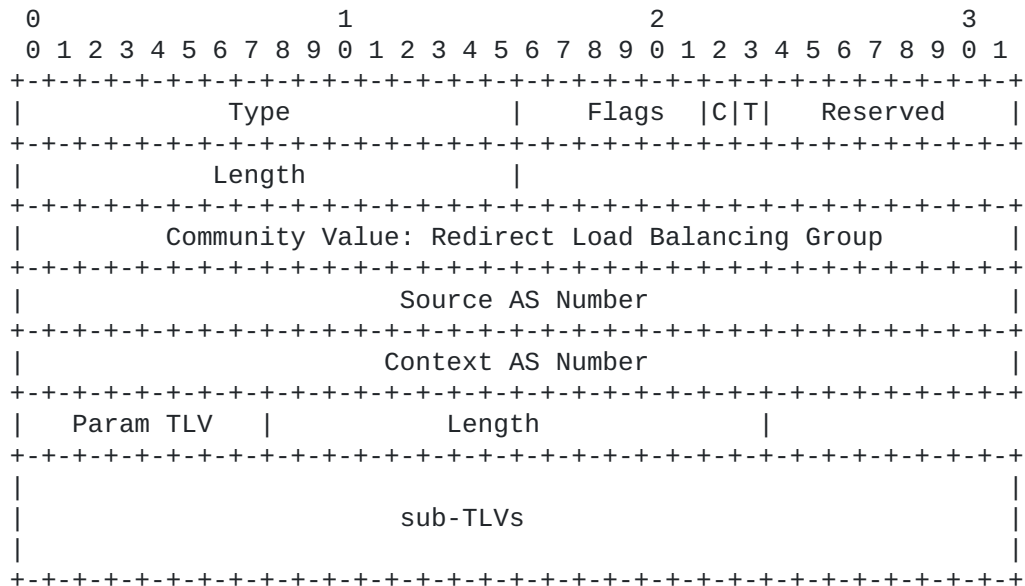 0                   1                   2                   3
 0 1 2 3 4 5 6 7 8 9 0 1 2 3 4 5 6 7 8 9 0 1 2 3 4 5 6 7 8 9 0 1
+-+-+-+-+-+-+-+-+-+-+-+-+-+-+-+-+-+-+-+-+-+-+-+-+-+-+-+-+-+-+-+-+
|             Type              |    Flags  |C|T|   Reserved    |
+-+-+-+-+-+-+-+-+-+-+-+-+-+-+-+-+-+-+-+-+-+-+-+-+-+-+-+-+-+-+-+-+
|            Length             |
+-+-+-+-+-+-+-+-+-+-+-+-+-+-+-+-+-+-+-+-+-+-+-+-+-+-+-+-+-+-+-+-+
|         Community Value: Redirect Load Balancing Group        |
+-+-+-+-+-+-+-+-+-+-+-+-+-+-+-+-+-+-+-+-+-+-+-+-+-+-+-+-+-+-+-+-+
|                        Source AS Number                       |
+-+-+-+-+-+-+-+-+-+-+-+-+-+-+-+-+-+-+-+-+-+-+-+-+-+-+-+-+-+-+-+-+
|                       Context AS Number                       |
+-+-+-+-+-+-+-+-+-+-+-+-+-+-+-+-+-+-+-+-+-+-+-+-+-+-+-+-+-+-+-+-+
|   Param TLV   |           Length              |
+-+-+-+-+-+-+-+-+-+-+-+-+-+-+-+-+-+-+-+-+-+-+-+-+-+-+-+-+-+-+-+-+
|                                                               |
|                        sub-TLVs                               |
|                                                               |
+-+-+-+-+-+-+-+-+-+-+-+-+-+-+-+-+-+-+-+-+-+-+-+-+-+-+-+-+-+-+-+-+